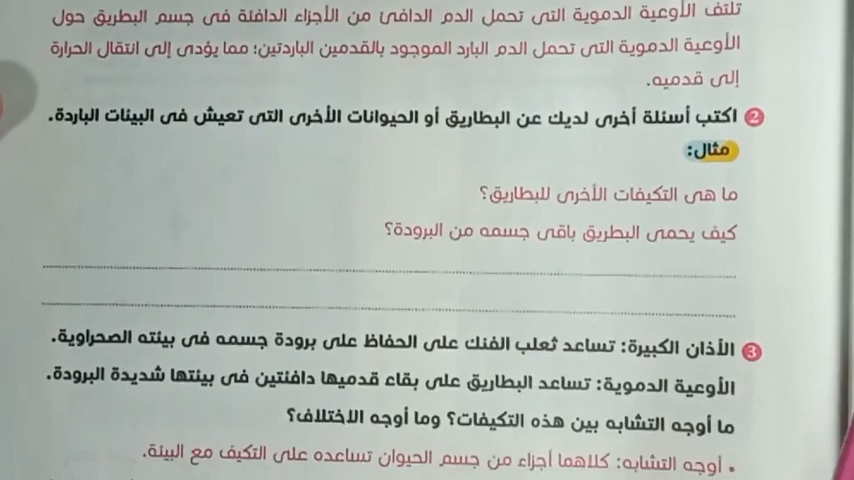 تلتف الأوعية الدموية التى تحمل الدم الدافئ من الأجزاء الدافئة فى جسم البطريق حول
الأوعية الدموية التى تحمل الدم البارد الموجود بالقدمين الباردتين؛ مما يؤدى إلى انتقال الحرارة
إلى قدميه.
2 اكتب أسئلة أخرى لديك عن البطاريق أو الحيوانات الأخرى التى تعيش فى البيئات الباردة.
مثال:
ما هى التكيفات الأخرى للبطاريق؟
كيف يحمى البطريق باقى جسمه من البرودة؟
3 الأذان الكبيرة: تساعد ثعلب الفنك على الحفاظ على برودة جسمه فى بيئته الصحراوية.
الأوعية الدموية: تساعد البطاريق على بقاء قدميها دافئتين فى بيئتها شديدة البرودة.
ما أوجه التشابه بين هذه التكيفات؟ وما أوجه الاختلاف؟
• أوجه التشابه: كلاهما أجزاء من جسم الحيوان تساعده على التكيف مع البيئة.